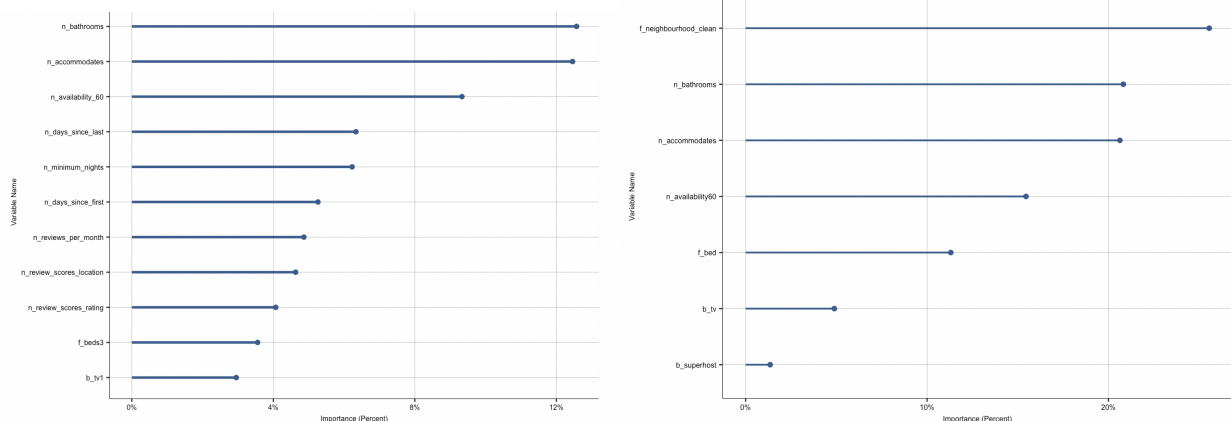 n_bathrooms
n_accommodates
n_availability_60
n_days_since_last
n_minimum_nights
n_days_since_first
n_reviews_per_month
n_review_scores_location
n_review_scores_rating
f_beds3
b_tv1
Variable Name
0% 4% 8% 12%
Importance (Percent)
f_neighbourhood_clean
n_bathrooms
n_accommodates
n_availability60
f_bed
b_tv
b_superhost
Variable Name
0% 10% 20%
Importance (Percent)